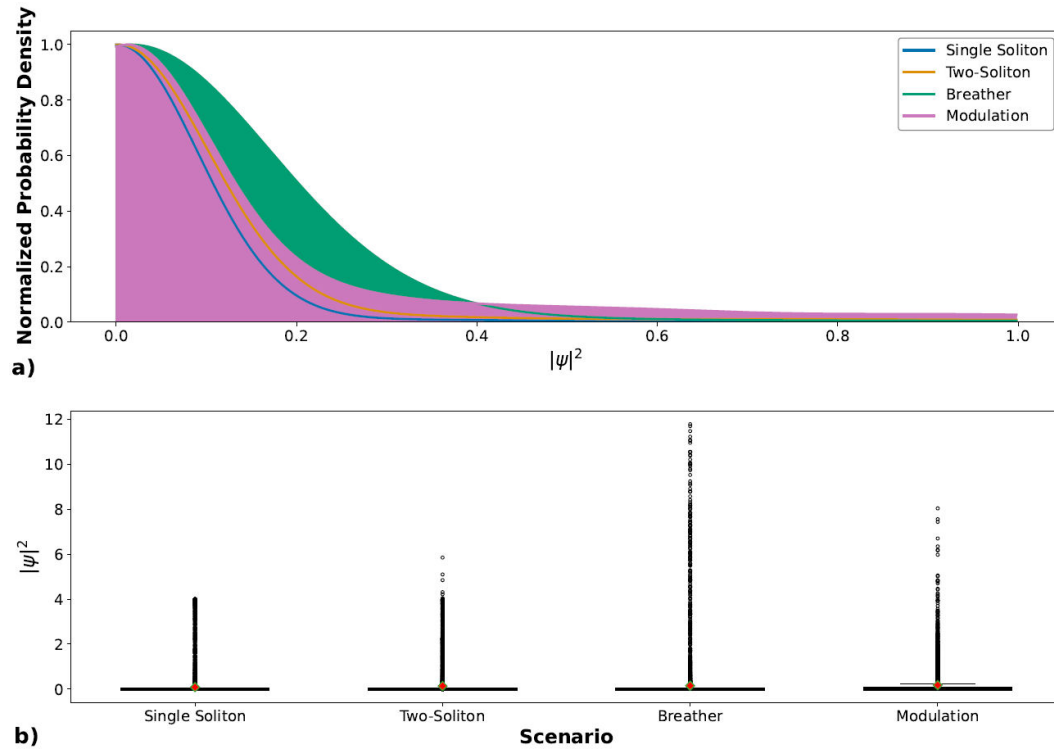 Normalized Probability Density
1.0
0.8
0.6
0.4
0.2
0.0
Single Soliton
Two-Soliton
Breather
Modulation
0.0 0.2 0.4 0.6 0.8 1.0
|ψ|²
a)
|ψ|²
12
10
8
6
4
2
0
Single Soliton Two-Soliton Breather Modulation
Scenario
b)